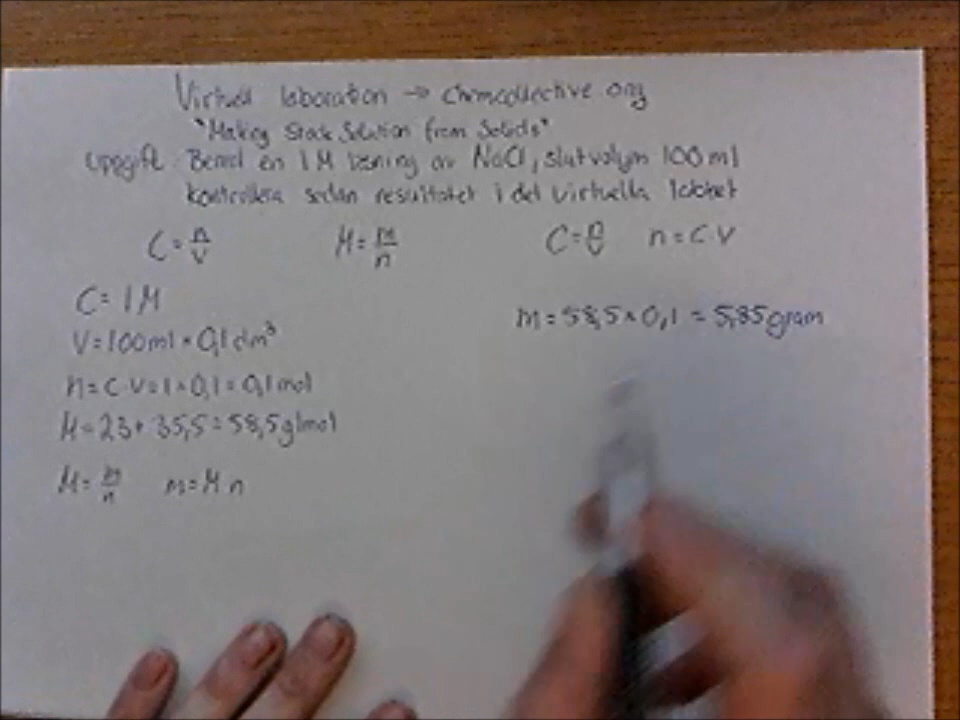 Virtuell laboration → chemcollective org
"Making Stock Solution from Solids"
Uppgift: Bered en 1 M lösning av NaCl, slutvolym 100 ml
kontrollera sedan resultatet i det virtuella labbet
C = n/V M = m/n C = n/V n = C·V
C = 1 M
m = 58,5 × 0,1 = 5,85 gram
V = 100 ml = 0,1 dm³
n = C·V = 1 × 0,1 = 0,1 mol
M = 23 + 35,5 = 58,5 g/mol
M = m/n m = M n